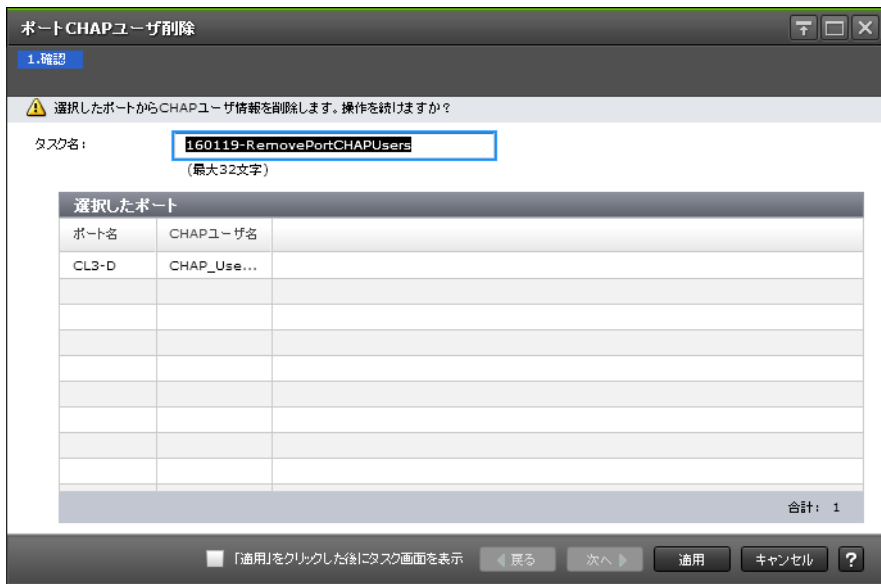 ポートCHAPユーザ削除
1.確認
選択したポートからCHAPユーザ情報を削除します。操作を続けますか？
タスク名：
160119-RemovePortCHAPUsers
(最大32文字)
選択したポート
ポート名 CHAPユーザ名
CL3-D CHAP_Use...
合計： 1
「適用」をクリックした後にタスク画面を表示 戻る 次へ 適用 キャンセル ?